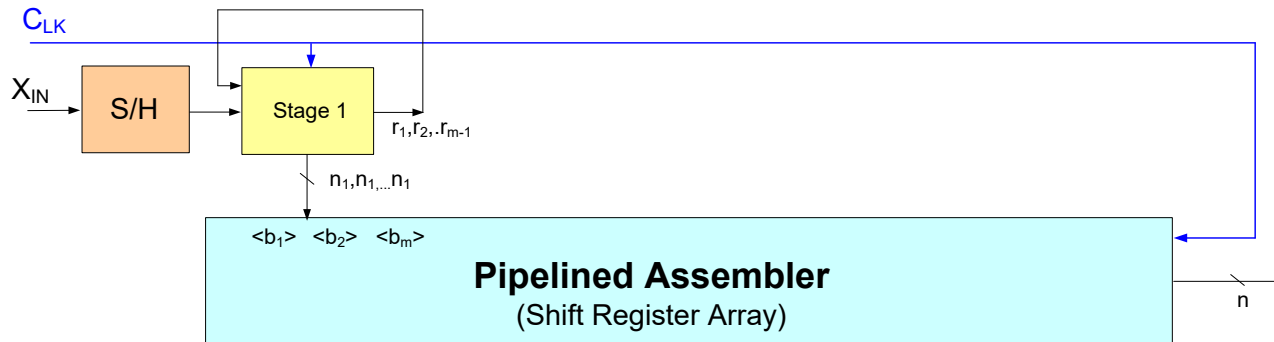 CLK
XIN
S/H
Stage 1
r1,r2,.rm-1
n1,n1,...n1
<b1> <b2> <bm>
Pipelined Assembler
(Shift Register Array)
n